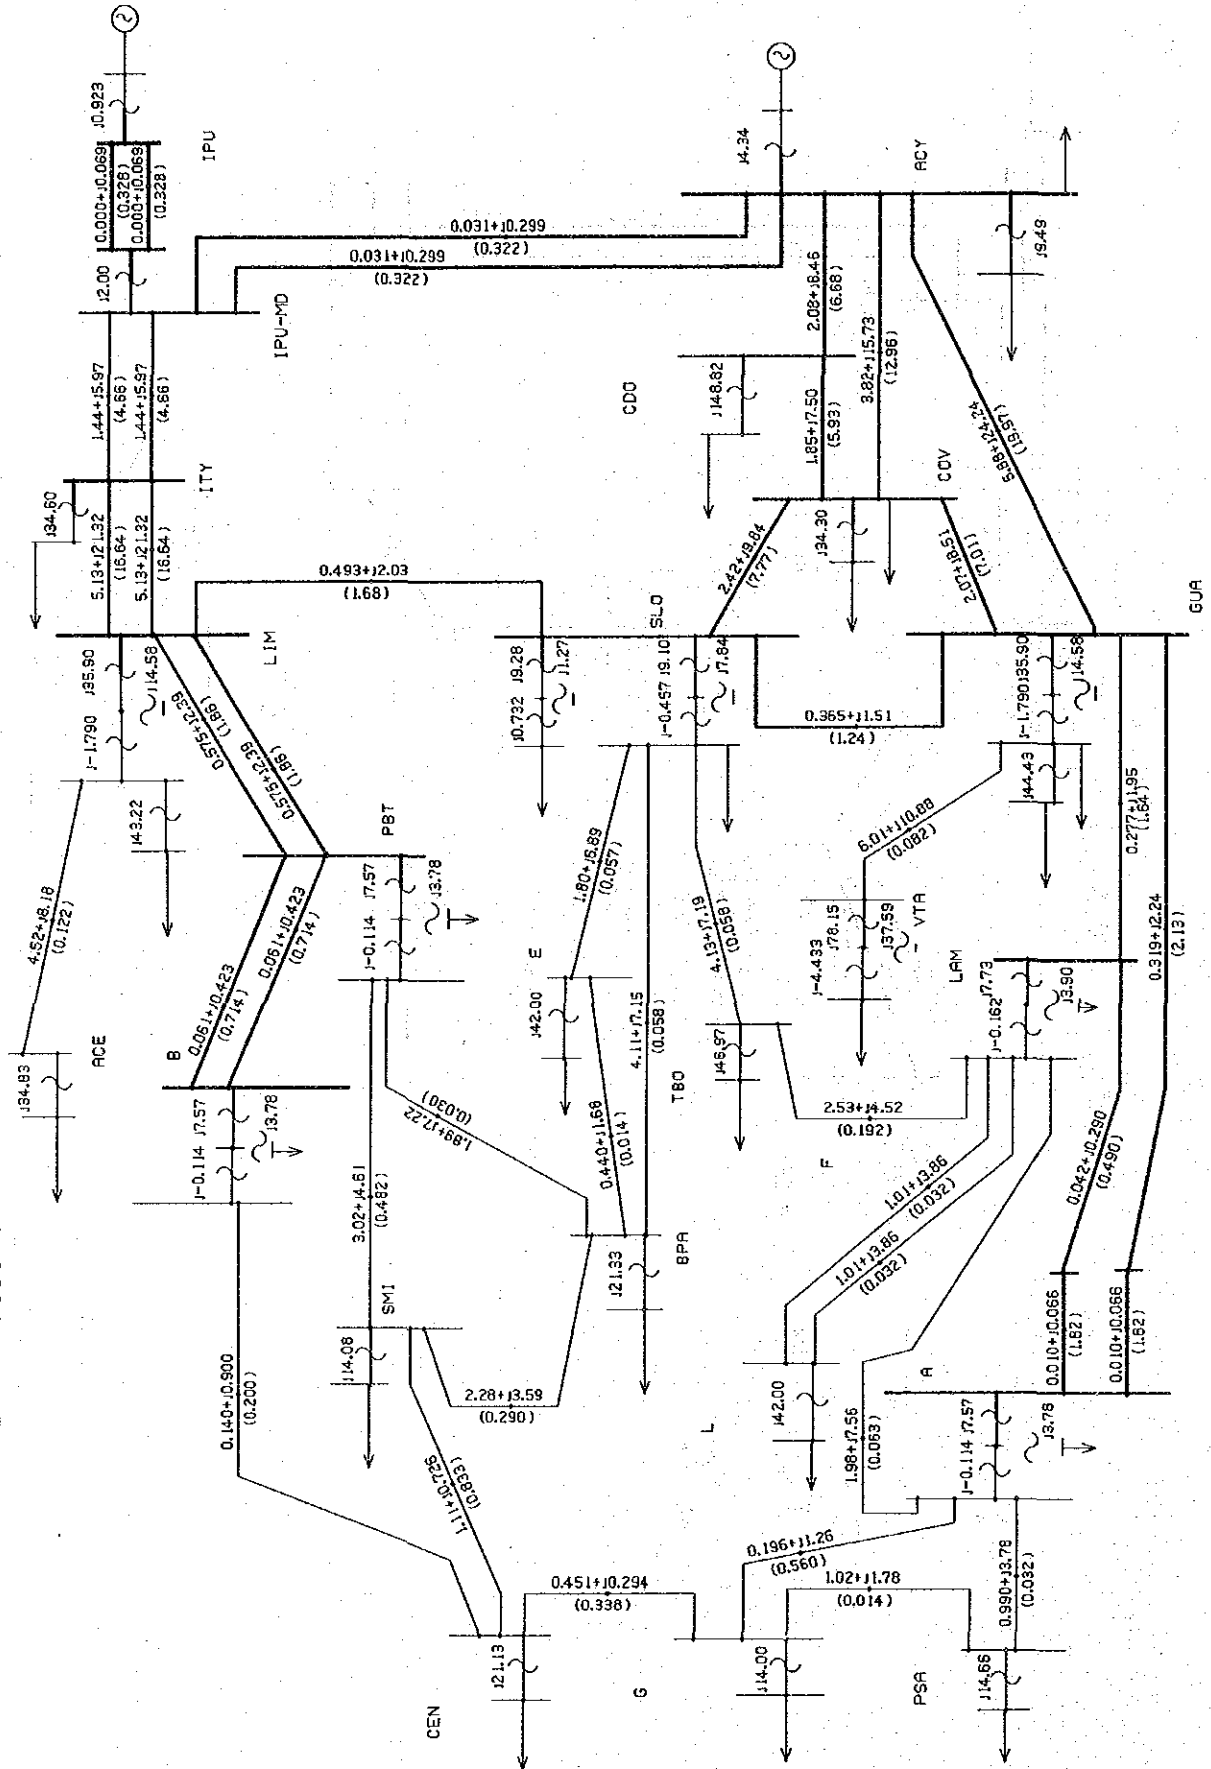 j0.923
0.000+j0.069
(0.328)
0.000+j0.069
(0.328)
IPU
j2.00
IPU-MD
0.031+j0.299
(0.322)
0.031+j0.299
(0.322)
j4.34
ACY
j9.49
1.44+j5.97
(4.66)
1.44+j5.97
(4.66)
ITY
j34.60
5.13+j21.32
(16.64)
5.13+j21.32
(16.64)
LIM
j35.90
j-1.790
j14.58
j43.22
4.52+j8.18
(0.122)
ACE
j34.83
0.575+j2.39
(1.86)
0.575+j2.39
(1.86)
PBT
j7.57
j-0.114
j3.78
0.061+j0.423
(0.714)
0.061+j0.423
(0.714)
B
j7.57
j-0.114
j3.78
0.493+j2.03
(1.68)
2.08+j8.46
(6.68)
3.82+j15.73
(12.96)
5.88+j24.24
(19.97)
CDO
j148.82
1.85+j7.50
(5.93)
COV
j34.30
2.42+j9.84
(7.77)
2.07+j8.51
(7.01)
SLO
j9.28
j0.732
j1.27
j9.10
j-0.457
j7.84
0.365+j1.51
(1.24)
GUA
j35.90
j-1.790
j14.58
j44.43
6.01+j10.88
(0.082)
VTA
j78.15
j-4.433
j37.59
1.80+j6.89
(0.057)
E
j42.00
4.11+j7.15
(0.058)
4.13+j7.19
(0.058)
TBO
j46.97
0.440+j1.68
(0.014)
BPA
j21.33
1.89+j7.22
(0.030)
3.02+j4.61
(0.482)
SMI
j14.08
2.28+j3.59
(0.290)
1.11+j0.726
(0.833)
0.140+j0.900
(0.200)
CEN
j21.13
0.451+j0.294
(0.338)
G
j14.00
1.02+j1.78
(0.014)
0.196+j1.26
(0.560)
PSA
j14.66
0.990+j3.78
(0.032)
LAM
j7.73
j-0.162
j3.90
0.277+j1.95
(1.64)
0.319+j2.24
(2.13)
2.53+j4.52
(0.192)
F
1.01+j3.86
(0.032)
1.01+j3.86
(0.032)
L
j42.00
1.98+j7.56
(0.063)
0.042+j0.290
(0.490)
0.010+j0.066
(1.82)
0.010+j0.066
(1.82)
A
j7.57
j-0.114
j3.78